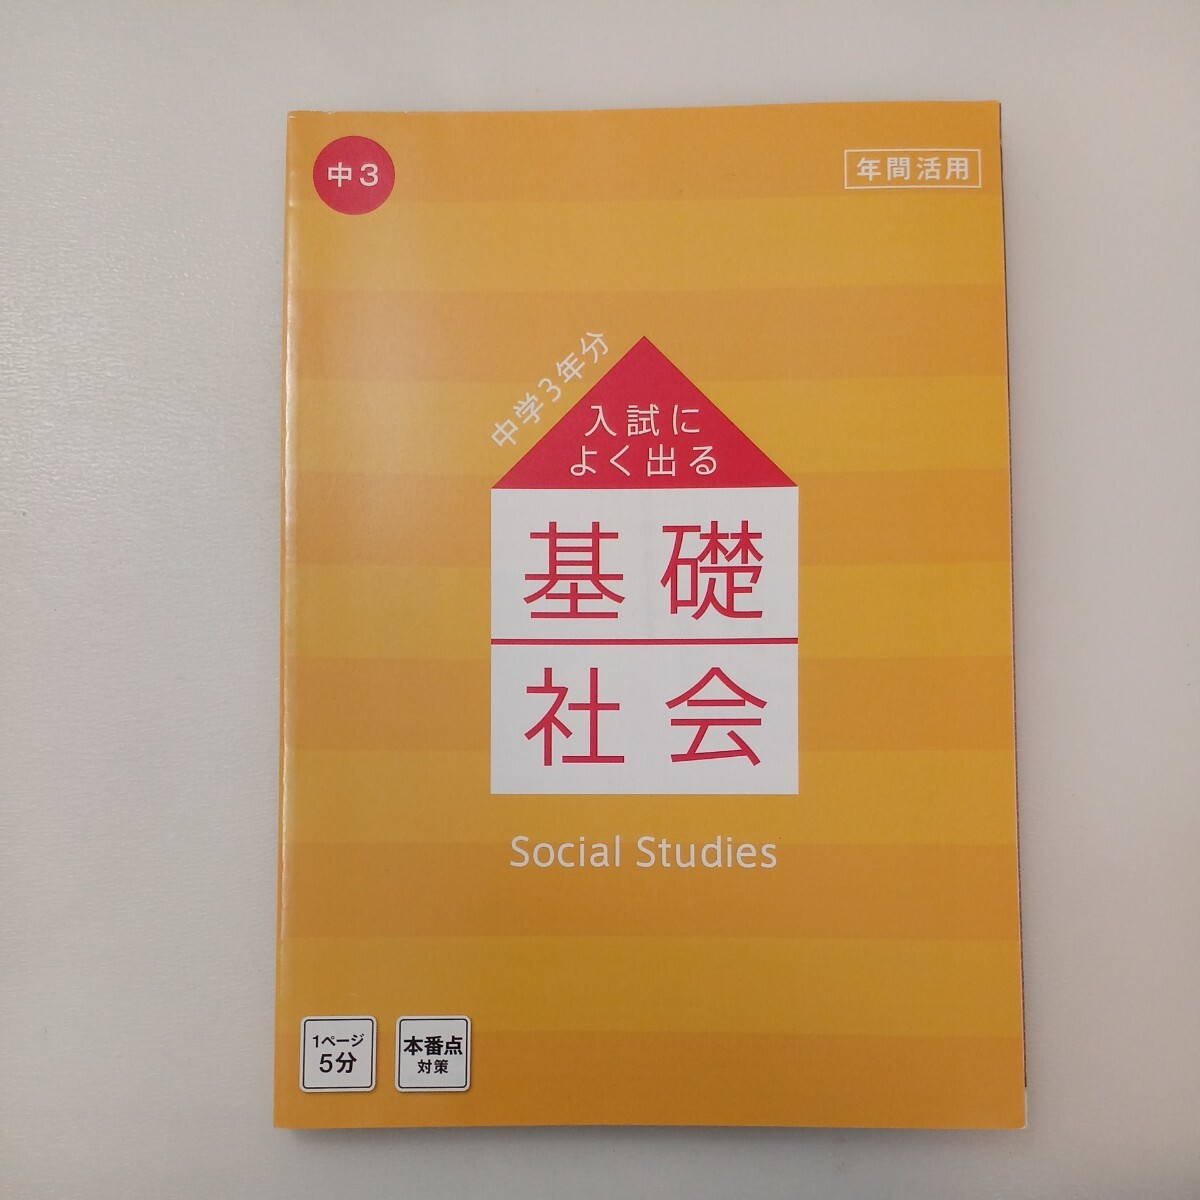 中3
年間活用
中学3年分
入試に
よく出る
基礎
社会
Social Studies
1ページ
5分
本番点
対策